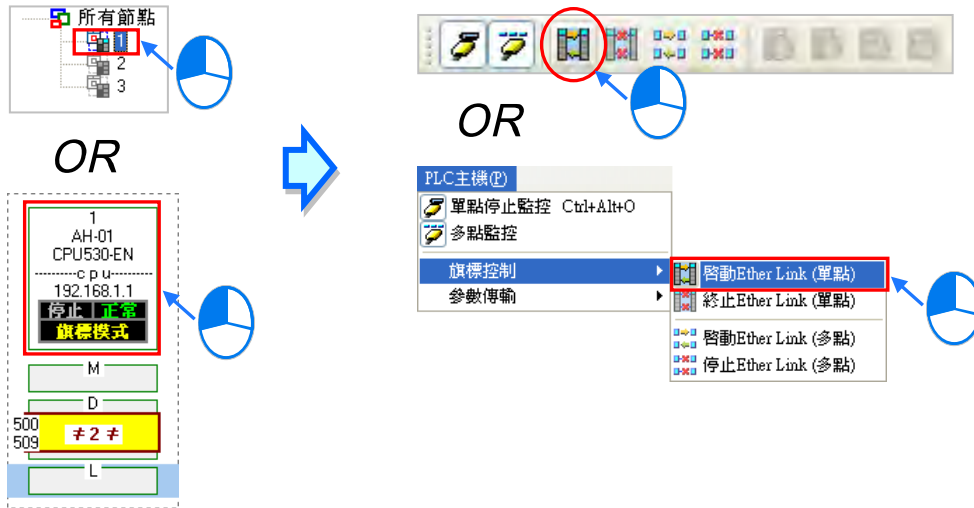 所有節點
1
2
3
OR
1
AH-01
CPU530-EN
--------c p u--------
192.168.1.1
停止 正常
旗標模式
M
D
500
509
≠2≠
L
OR
PLC主機(P)
單點停止監控 Ctrl+Alt+O
多點監控
旗標控制
參數傳輸
啓動Ether Link (單點)
終止Ether Link (單點)
啓動Ether Link (多點)
停止Ether Link (多點)